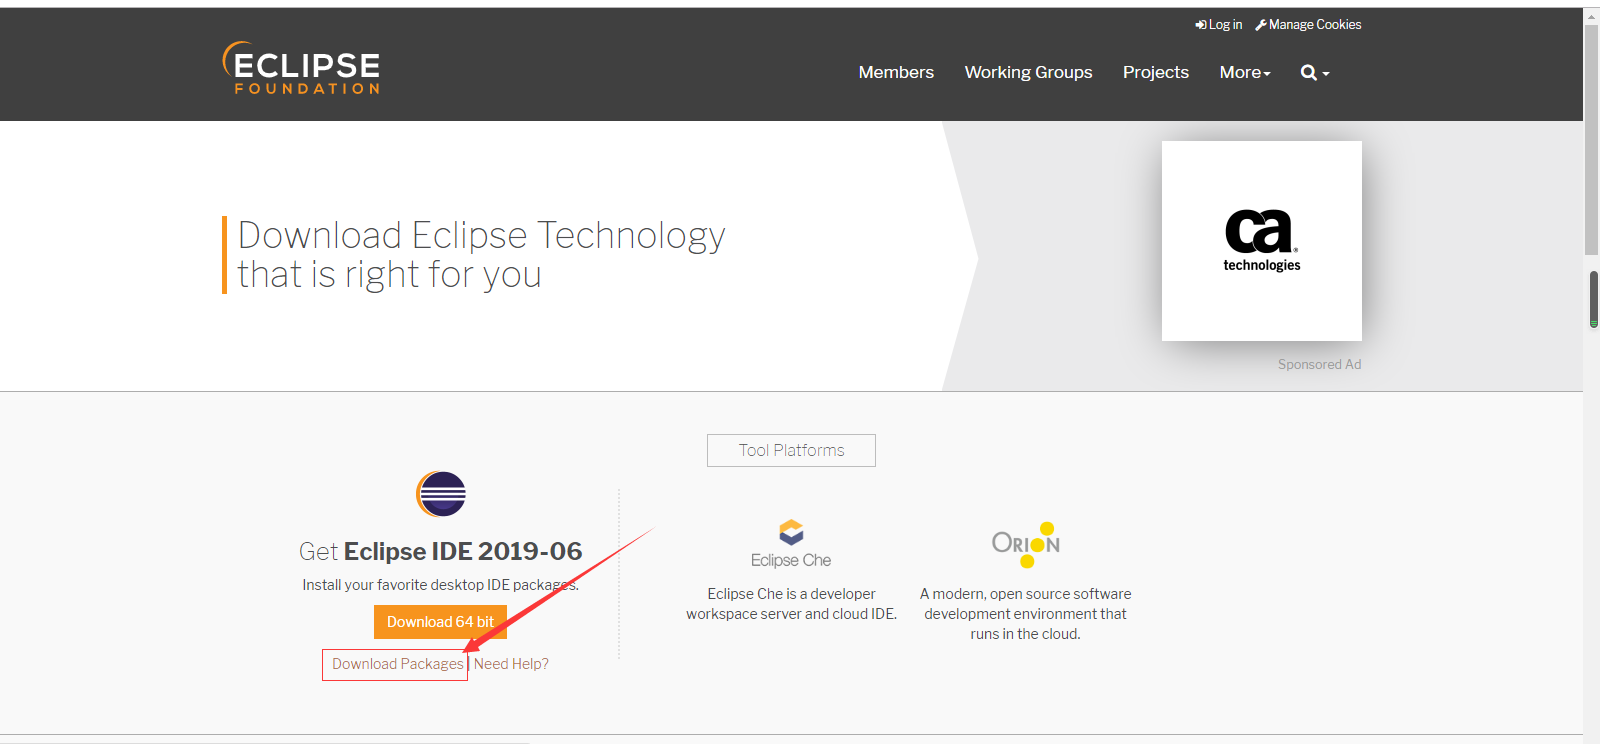 Log in Manage Cookies
ECLIPSE
FOUNDATION
Members Working Groups Projects More
Download Eclipse Technology
that is right for you
ca
technologies
Sponsored Ad
Tool Platforms
Get Eclipse IDE 2019-06
Install your favorite desktop IDE packages.
Download 64 bit
Download Packages | Need Help?
Eclipse Che
Eclipse Che is a developer
workspace server and cloud IDE.
ORION
A modern, open source software
development environment that
runs in the cloud.